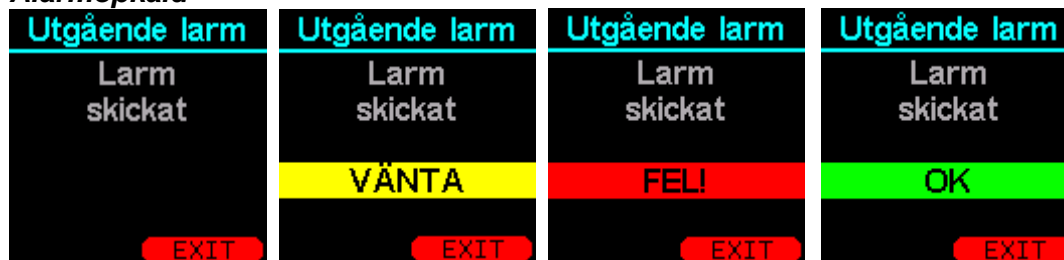 Utgående larm
Larm
skickat
EXIT
Utgående larm
Larm
skickat
VÄNTA
EXIT
Utgående larm
Larm
skickat
FEL!
EXIT
Utgående larm
Larm
skickat
OK
EXIT